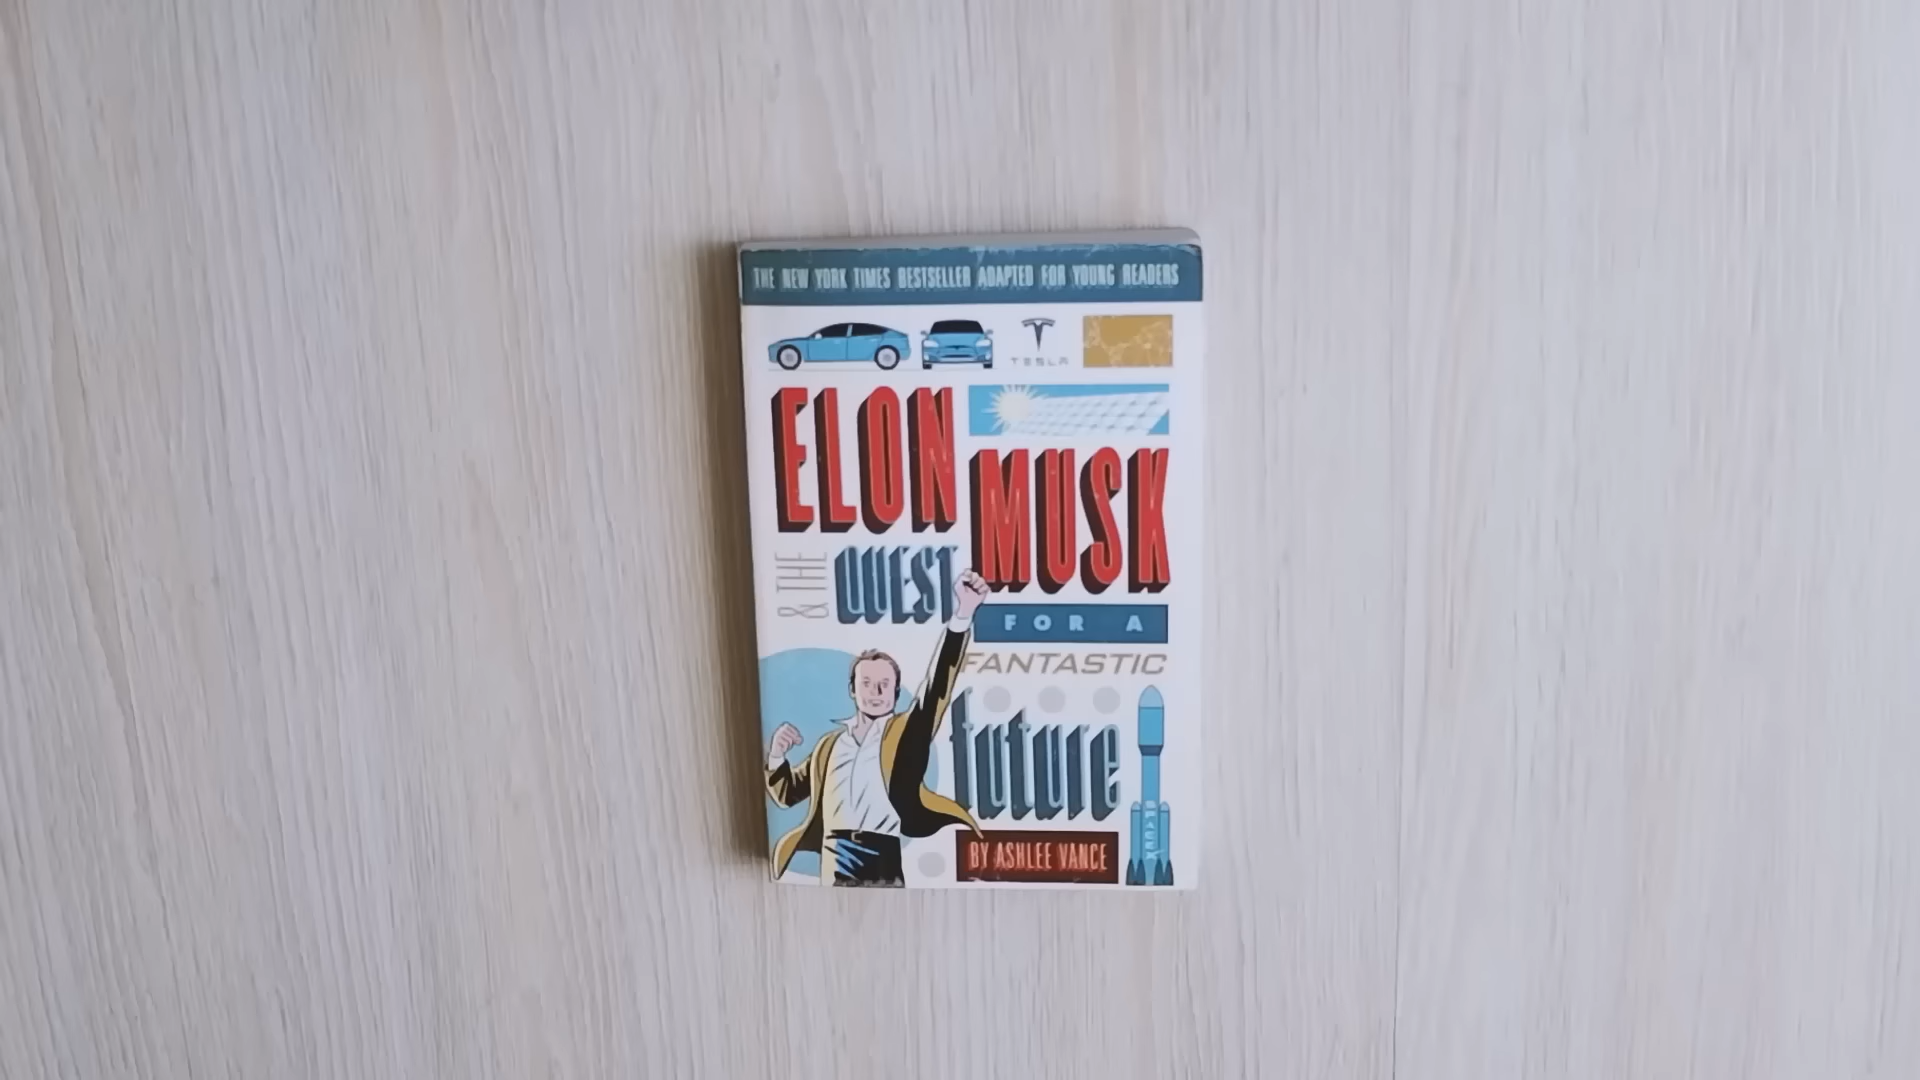 THE NEW YORK TIMES BESTSELLER ADAPTED FOR YOUNG READERS
TESLA
ELON
MUSK
& THE
QUEST
FOR A
FANTASTIC
future
SPACEX
BY ASHLEE VANCE